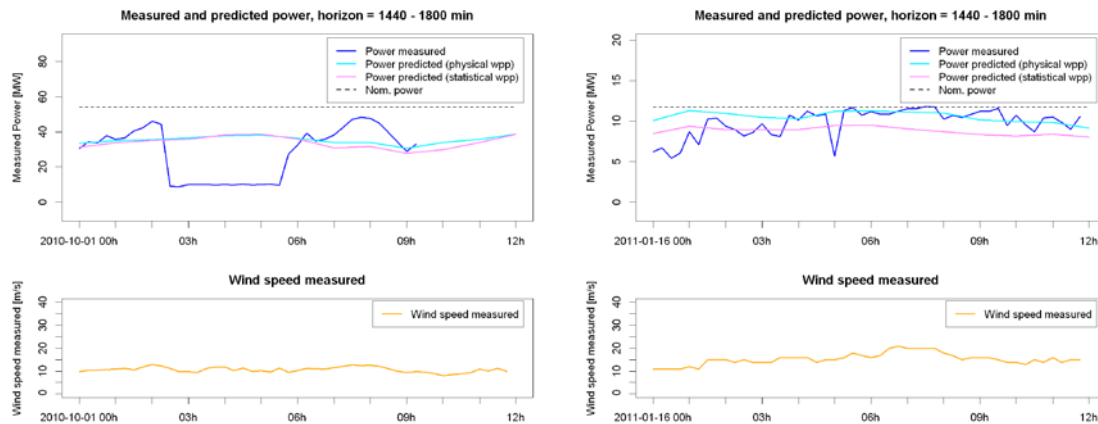 Measured and predicted power, horizon = 1440 - 1800 min
Measured Power [MW]
80
60
40
20
0
Power measured
Power predicted (physical wpp)
Power predicted (statistical wpp)
Nom. power
2010-10-01 00h
03h
06h
09h
12h
Wind speed measured
Wind speed measured [m/s]
40
30
20
10
0
Wind speed measured
2010-10-01 00h
03h
06h
09h
12h
Measured and predicted power, horizon = 1440 - 1800 min
Measured Power [MW]
20
15
10
5
0
Power measured
Power predicted (physical wpp)
Power predicted (statistical wpp)
Nom. power
2011-01-16 00h
03h
06h
09h
12h
Wind speed measured
Wind speed measured [m/s]
40
30
20
10
0
Wind speed measured
2011-01-16 00h
03h
06h
09h
12h